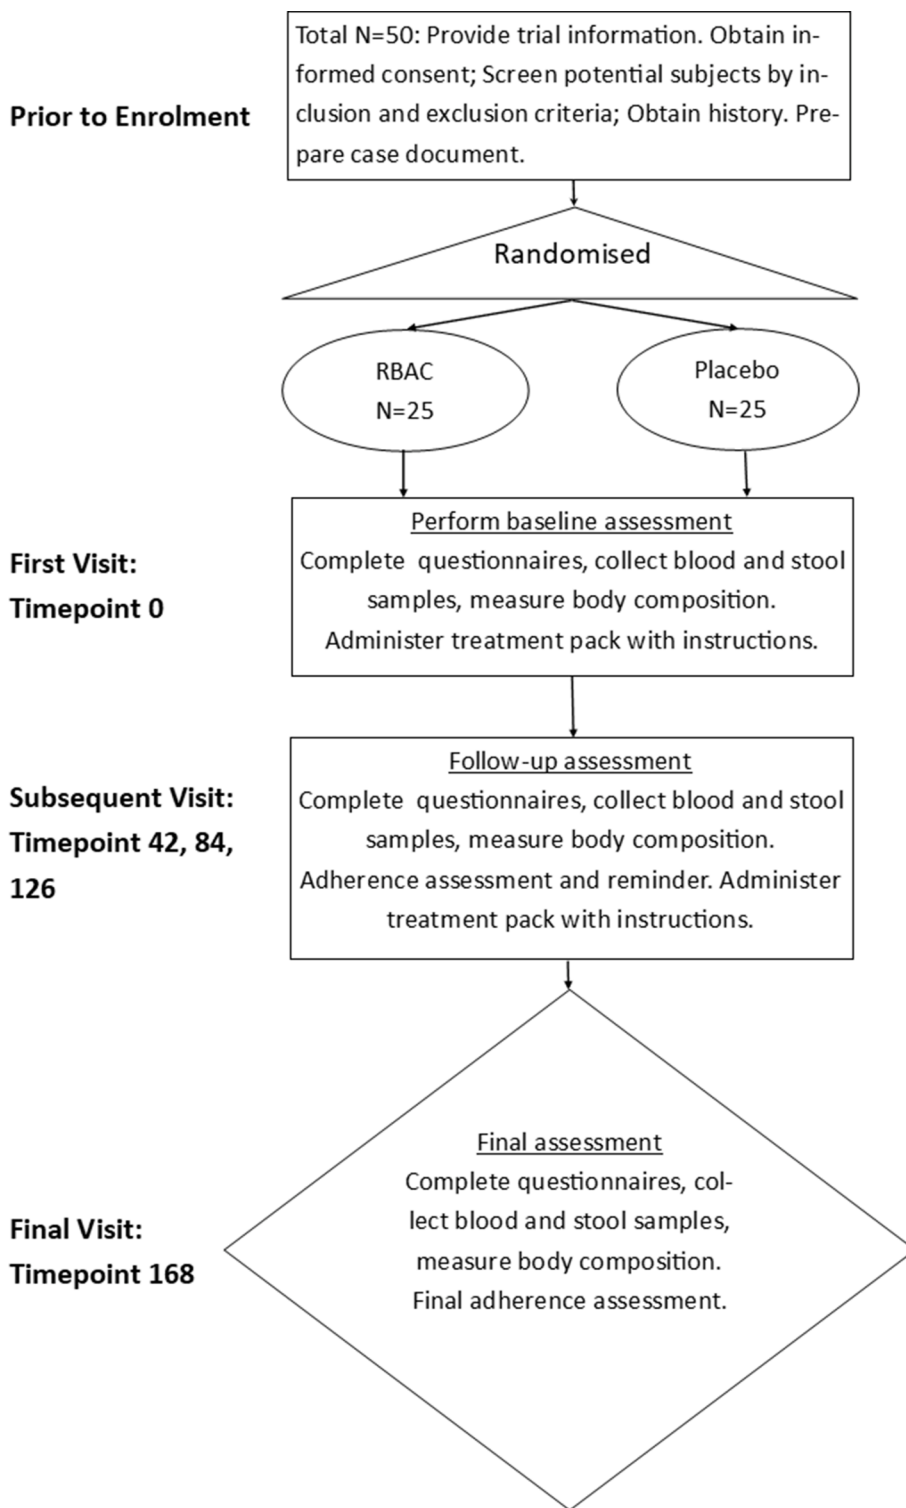 Total N=50: Provide trial information. Obtain in-
formed consent; Screen potential subjects by in-
clusion and exclusion criteria; Obtain history. Pre-
pare case document.
Prior to Enrolment
Randomised
RBAC
N=25
Placebo
N=25
First Visit:
Timepoint 0
Perform baseline assessment
Complete questionnaires, collect blood and stool
samples, measure body composition.
Administer treatment pack with instructions.
Subsequent Visit:
Timepoint 42, 84,
126
Follow-up assessment
Complete questionnaires, collect blood and stool
samples, measure body composition.
Adherence assessment and reminder. Administer
treatment pack with instructions.
Final Visit:
Timepoint 168
Final assessment
Complete questionnaires, col-
lect blood and stool samples,
measure body composition.
Final adherence assessment.